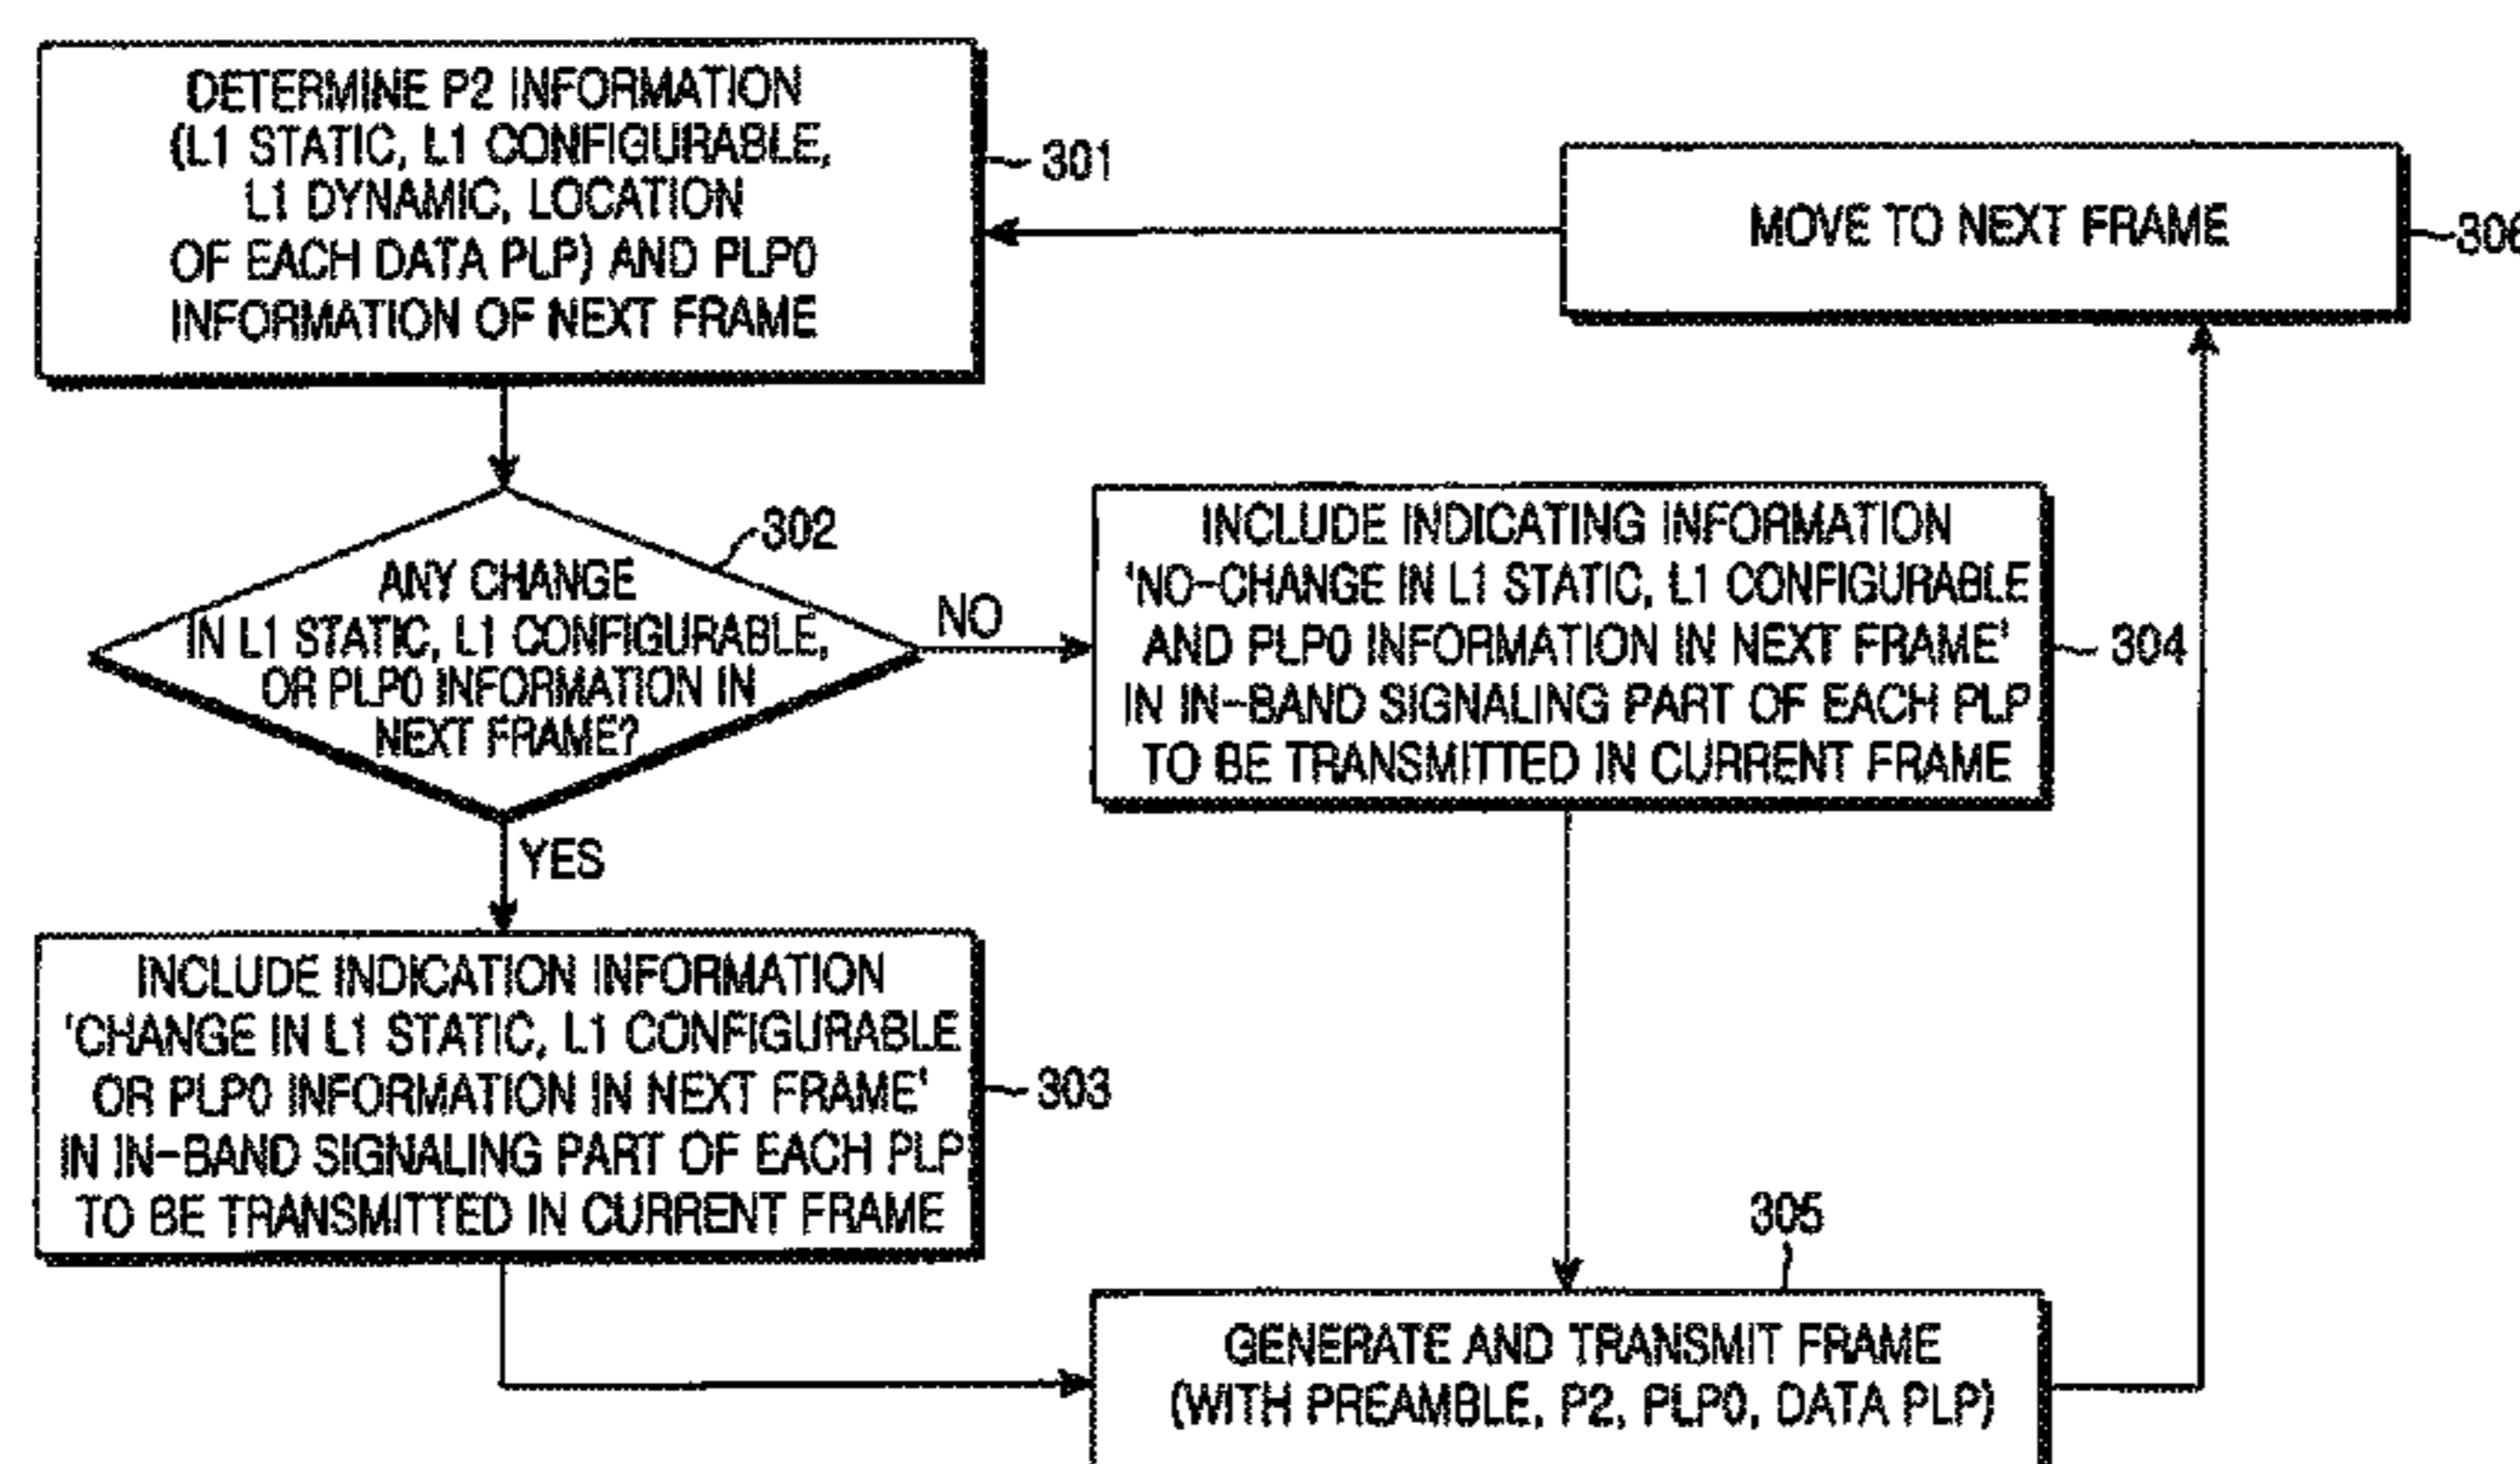 DETERMINE P2 INFORMATION
(L1 STATIC, L1 CONFIGURABLE,
L1 DYNAMIC, LOCATION
OF EACH DATA PLP) AND PLP0
INFORMATION OF NEXT FRAME
301
MOVE TO NEXT FRAME
306
302
ANY CHANGE
IN L1 STATIC, L1 CONFIGURABLE,
OR PLP0 INFORMATION IN
NEXT FRAME?
NO
YES
INCLUDE INDICATING INFORMATION
'NO-CHANGE IN L1 STATIC, L1 CONFIGURABLE
AND PLP0 INFORMATION IN NEXT FRAME'
IN IN-BAND SIGNALING PART OF EACH PLP
TO BE TRANSMITTED IN CURRENT FRAME
304
INCLUDE INDICATION INFORMATION
'CHANGE IN L1 STATIC, L1 CONFIGURABLE
OR PLP0 INFORMATION IN NEXT FRAME'
IN IN-BAND SIGNALING PART OF EACH PLP
TO BE TRANSMITTED IN CURRENT FRAME
303
305
GENERATE AND TRANSMIT FRAME
(WITH PREAMBLE, P2, PLP0, DATA PLP)